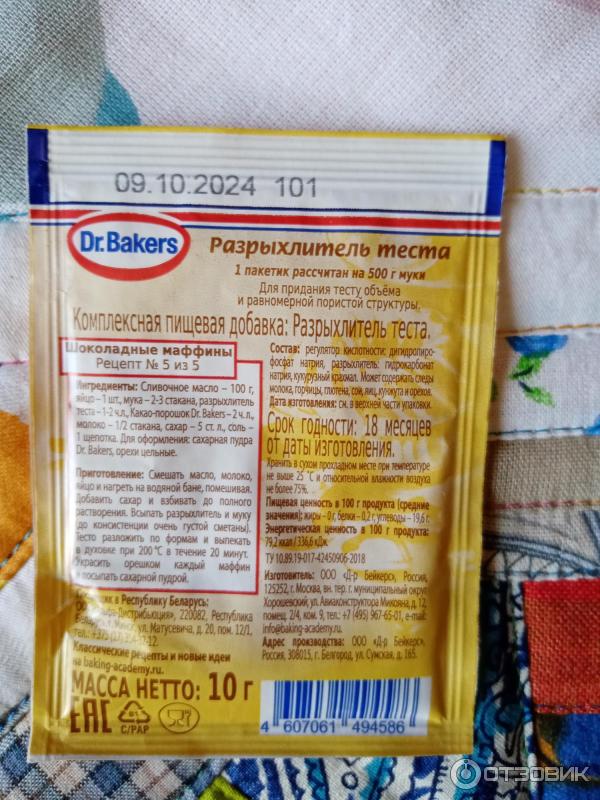 09.10.2024 101
Dr.Bakers
Разрыхлитель теста
1 пакетик рассчитан на 500 г муки
Для придания тесту объёма
и равномерной пористой структуры.
Комплексная пищевая добавка: Разрыхлитель теста.
Шоколадные маффины
Рецепт № 5 из 5
Ингредиенты: Сливочное масло – 100 г,
яйцо – 1 шт., мука – 2-3 стакана, разрыхлитель
теста – 1-2 ч.л., Какао-порошок Dr. Bakers – 2 ч.л.,
молоко – 1/2 стакана, сахар – 5 ст. л., соль –
1 щепотка. Для оформления: сахарная пудра
Dr. Bakers, орехи цельные.
Приготовление: Смешать масло, молоко,
яйцо и нагреть на водяной бане, помешивая.
Добавить сахар и взбивать до полного
растворения. Всыпать разрыхлитель и муку
(до консистенции очень густой сметаны).
Тесто разложить по формам и выпекать
в духовке при 200 °C в течение 20 минут.
Украсить орешком каждый маффин
и посыпать сахарной пудрой.
Состав: регулятор кислотности: дигидропиро-
фосфат натрия, разрыхлитель: гидрокарбонат
натрия, кукурузный крахмал. Может содержать следы
молока, горчицы, глютена, сои, яиц, кунжута и орехов.
Дата изготовления: см. в верхней части упаковки.
Срок годности: 18 месяцев
от даты изготовления.
Хранить в сухом прохладном месте при температуре
не выше 25 °C и относительной влажности воздуха
не более 75%.
Пищевая ценность в 100 г продукта (средние
значения): жиры – 0 г, белки – 0,2 г, углеводы – 19,6 г.
Энергетическая ценность в 100 г продукта:
79,2 ккал / 336,6 кДж.
ТУ 10.89.19-017-42450906-2018
Изготовитель: ООО «Д-р Бейкерс», Россия,
125252, г. Москва, вн. тер. г. муниципальный округ
Хорошевский, ул. Авиаконструктора Микояна, д. 12,
помещ. 2/4, ком. 9, тел.: +7 (495) 967-65-01, e-mail:
info@baking-academy.ru.
Адрес производства: ООО «Д-р Бейкерс»,
Россия, 308015, г. Белгород, ул. Сумская, д. 165.
в Республику Беларусь:
220082, Республика
Матусевича, д. 20, пом. 12/1,
Классические рецепты и новые идеи
на baking-academy.ru.
МАССА НЕТТО: 10 г
EAC
81
C/PAP
4 607061 494586
ОТЗОВИК